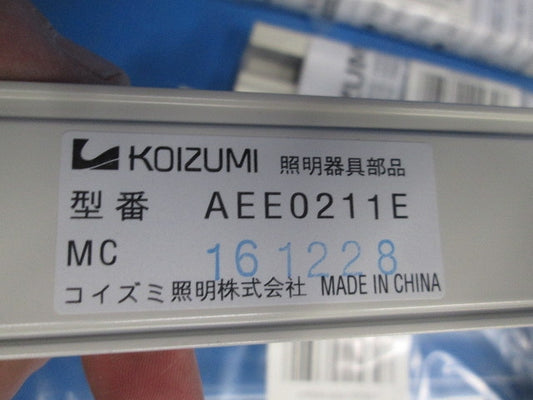 KOIZUMI 照明器具部品
型番 AEE0211E
MC 161228
コイズミ照明株式会社 MADE IN CHINA
KOIZUMI